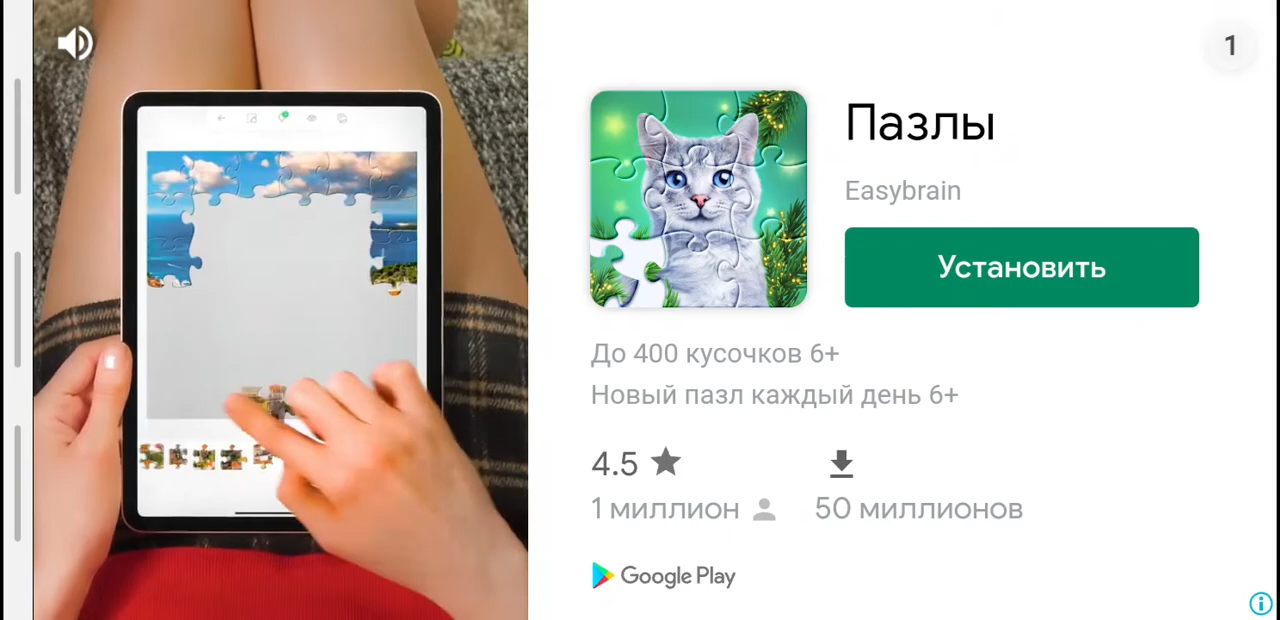 1
Пазлы
Easybrain
Установить
До 400 кусочков 6+
Новый пазл каждый день 6+
4.5
1 миллион
50 миллионов
Google Play